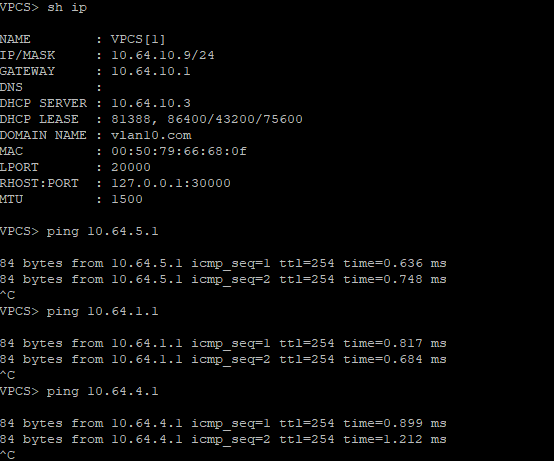 VPCS> sh ip
NAME        : VPCS[1]
IP/MASK     : 10.64.10.9/24
GATEWAY     : 10.64.10.1
DNS         :
DHCP SERVER : 10.64.10.3
DHCP LEASE  : 81388, 86400/43200/75600
DOMAIN NAME : vlan10.com
MAC         : 00:50:79:66:68:0f
LPORT       : 20000
RHOST:PORT  : 127.0.0.1:30000
MTU         : 1500
VPCS> ping 10.64.5.1
84 bytes from 10.64.5.1 icmp_seq=1 ttl=254 time=0.636 ms
84 bytes from 10.64.5.1 icmp_seq=2 ttl=254 time=0.748 ms
^C
VPCS> ping 10.64.1.1
84 bytes from 10.64.1.1 icmp_seq=1 ttl=254 time=0.817 ms
84 bytes from 10.64.1.1 icmp_seq=2 ttl=254 time=0.684 ms
^C
VPCS> ping 10.64.4.1
84 bytes from 10.64.4.1 icmp_seq=1 ttl=254 time=0.899 ms
84 bytes from 10.64.4.1 icmp_seq=2 ttl=254 time=1.212 ms
^C